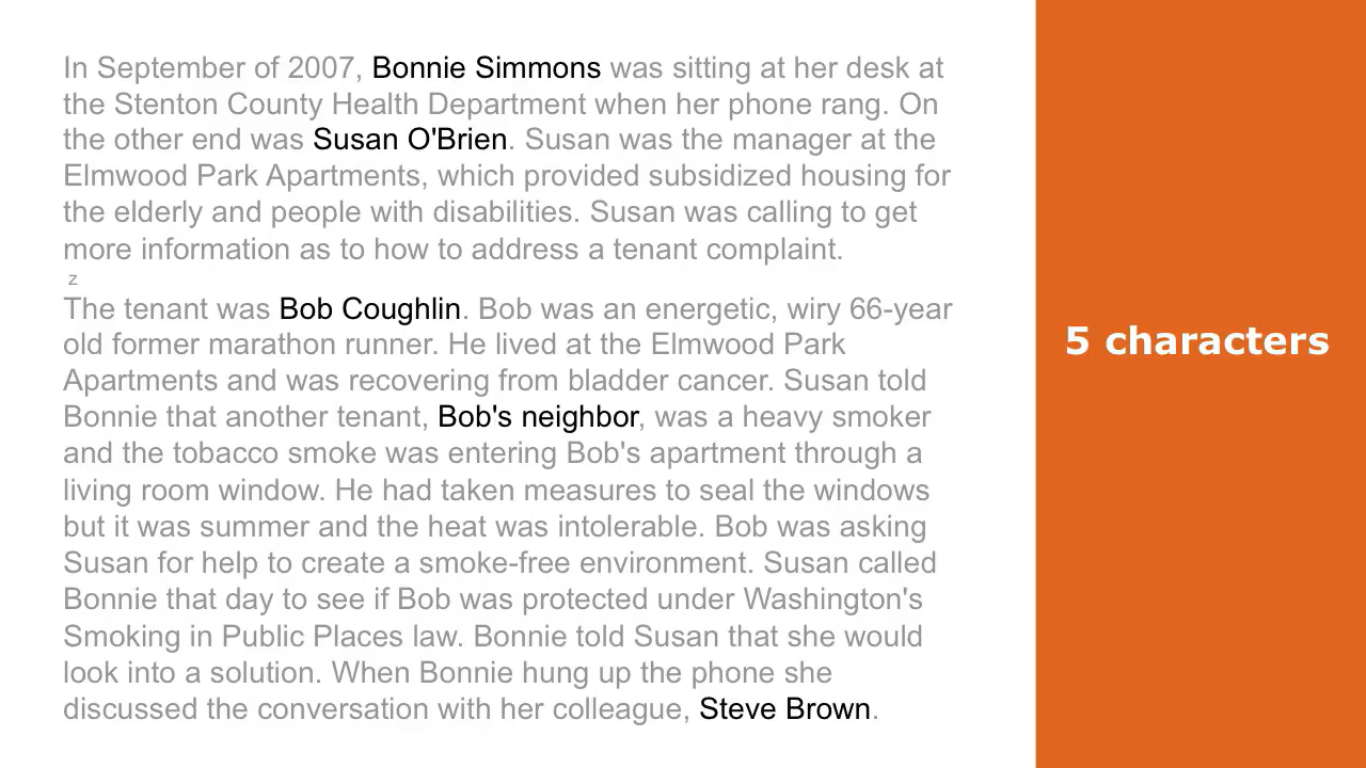 In September of 2007, Bonnie Simmons was sitting at her desk at
the Stenton County Health Department when her phone rang. On
the other end was Susan O'Brien. Susan was the manager at the
Elmwood Park Apartments, which provided subsidized housing for
the elderly and people with disabilities. Susan was calling to get
more information as to how to address a tenant complaint.
z
The tenant was Bob Coughlin. Bob was an energetic, wiry 66-year
old former marathon runner. He lived at the Elmwood Park
Apartments and was recovering from bladder cancer. Susan told
Bonnie that another tenant, Bob's neighbor, was a heavy smoker
and the tobacco smoke was entering Bob's apartment through a
living room window. He had taken measures to seal the windows
but it was summer and the heat was intolerable. Bob was asking
Susan for help to create a smoke-free environment. Susan called
Bonnie that day to see if Bob was protected under Washington's
Smoking in Public Places law. Bonnie told Susan that she would
look into a solution. When Bonnie hung up the phone she
discussed the conversation with her colleague, Steve Brown.
5 characters